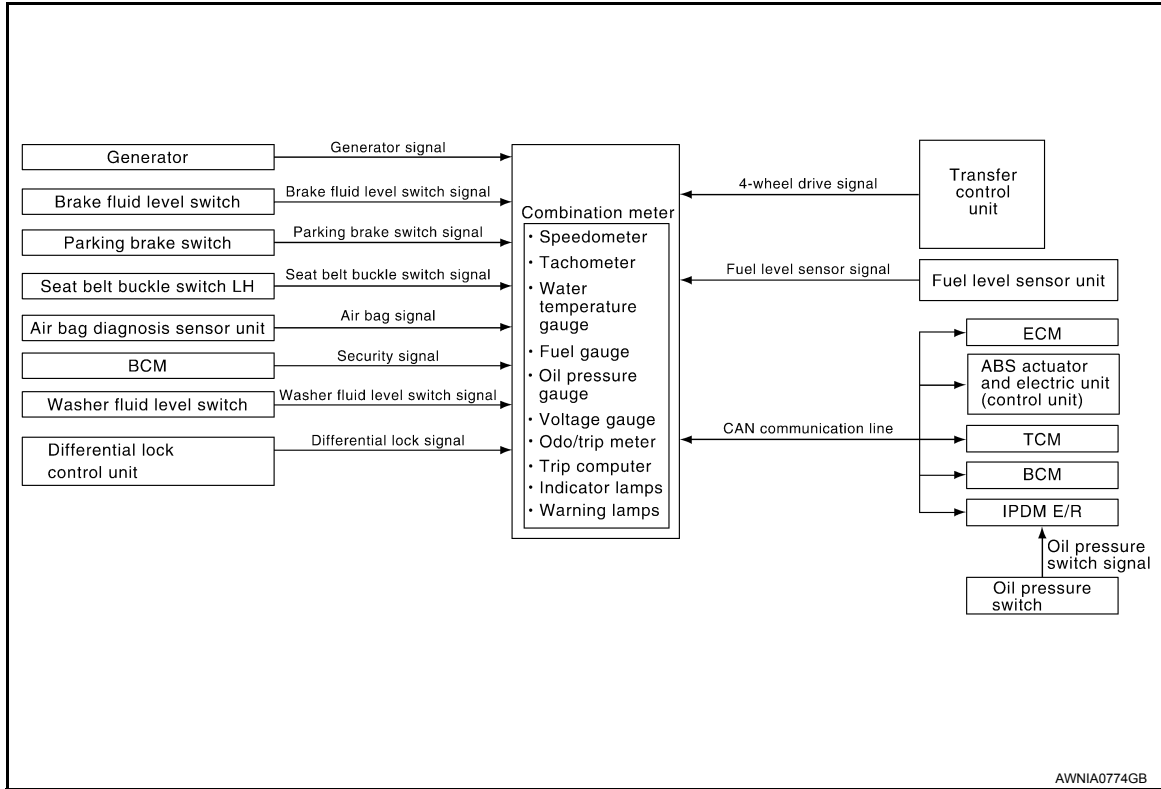 Generator
Generator signal
Brake fluid level switch
Brake fluid level switch signal
Parking brake switch
Parking brake switch signal
Seat belt buckle switch LH
Seat belt buckle switch signal
Air bag diagnosis sensor unit
Air bag signal
BCM
Security signal
Washer fluid level switch
Washer fluid level switch signal
Differential lock
control unit
Differential lock signal
Combination meter
· Speedometer
· Tachometer
· Water
temperature
gauge
· Fuel gauge
· Oil pressure
gauge
· Voltage gauge
· Odo/trip meter
· Trip computer
· Indicator lamps
· Warning lamps
4-wheel drive signal
Transfer
control
unit
Fuel level sensor signal
Fuel level sensor unit
CAN communication line
ECM
ABS actuator
and electric unit
(control unit)
TCM
BCM
IPDM E/R
Oil pressure
switch signal
Oil pressure
switch
AWNIA0774GB